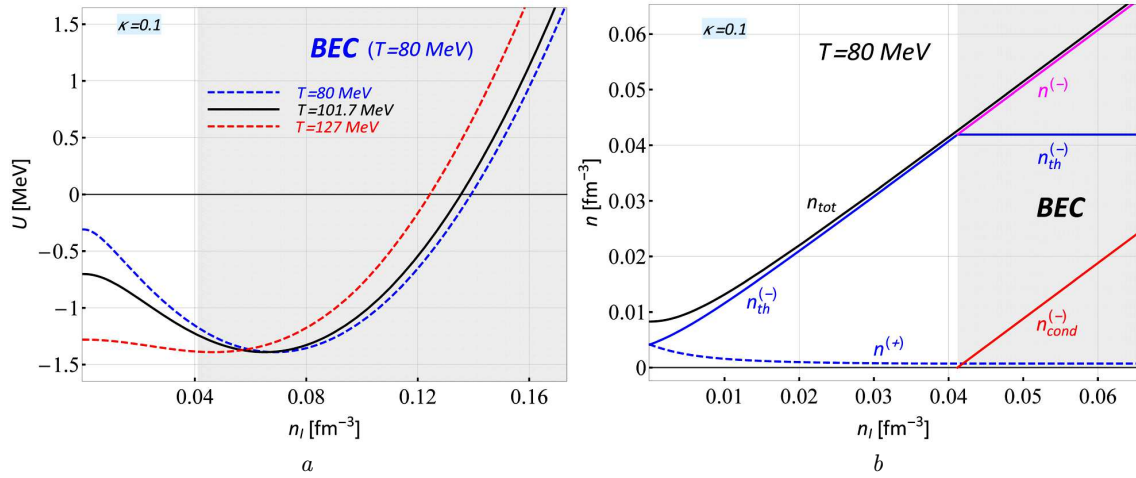 κ=0.1
BEC (T=80 MeV)
T=80 MeV
T=101.7 MeV
T=127 MeV
U [MeV]
1.5
1
0.5
0
−0.5
−1
−1.5
0.04 0.08 0.12 0.16
n_I [fm⁻³]
a
κ=0.1
T=80 MeV
n⁽⁻⁾
n_th⁽⁻⁾
n_tot
BEC
n_th⁽⁻⁾
n_cond⁽⁻⁾
n⁽⁺⁾
n [fm⁻³]
0.06
0.05
0.04
0.03
0.02
0.01
0
0.01 0.02 0.03 0.04 0.05 0.06
n_I [fm⁻³]
b